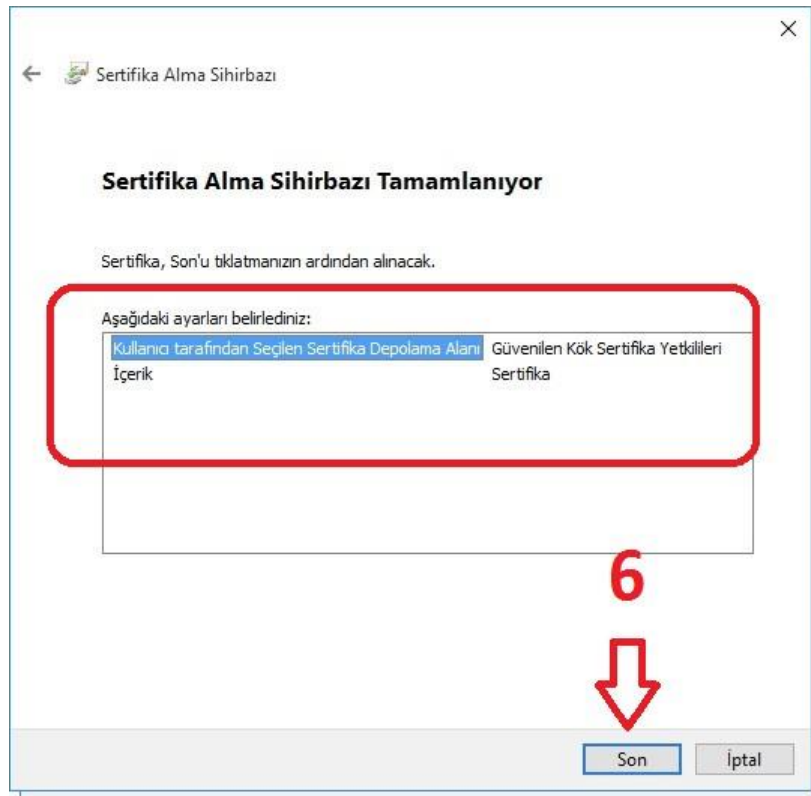 Sertifika Alma Sihirbazı
Sertifika Alma Sihirbazı Tamamlanıyor
Sertifika, Son'u tıklatmanızın ardından alınacak.
Aşağıdaki ayarları belirlediniz:
Kullanıcı tarafından Seçilen Sertifika Depolama Alanı Güvenilen Kök Sertifika Yetkilileri
İçerik Sertifika
6
Son İptal